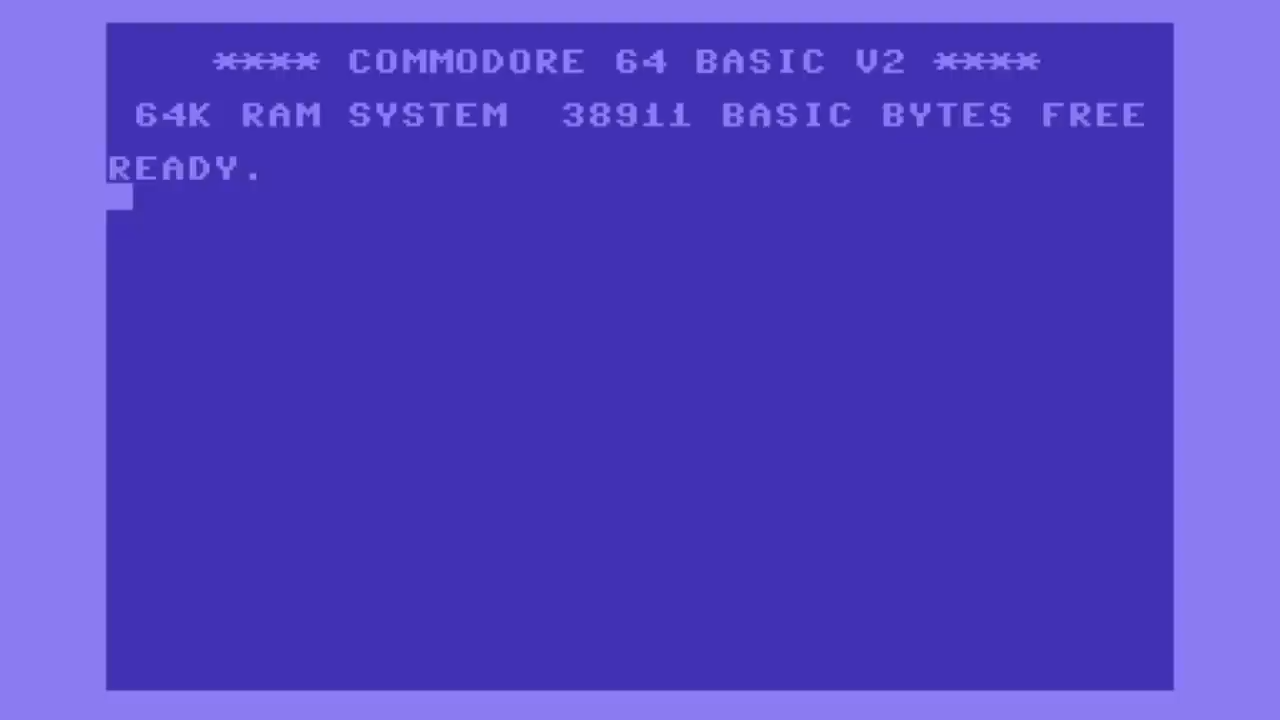 **** COMMODORE 64 BASIC V2 ****
64K RAM SYSTEM  38911 BASIC BYTES FREE
READY.